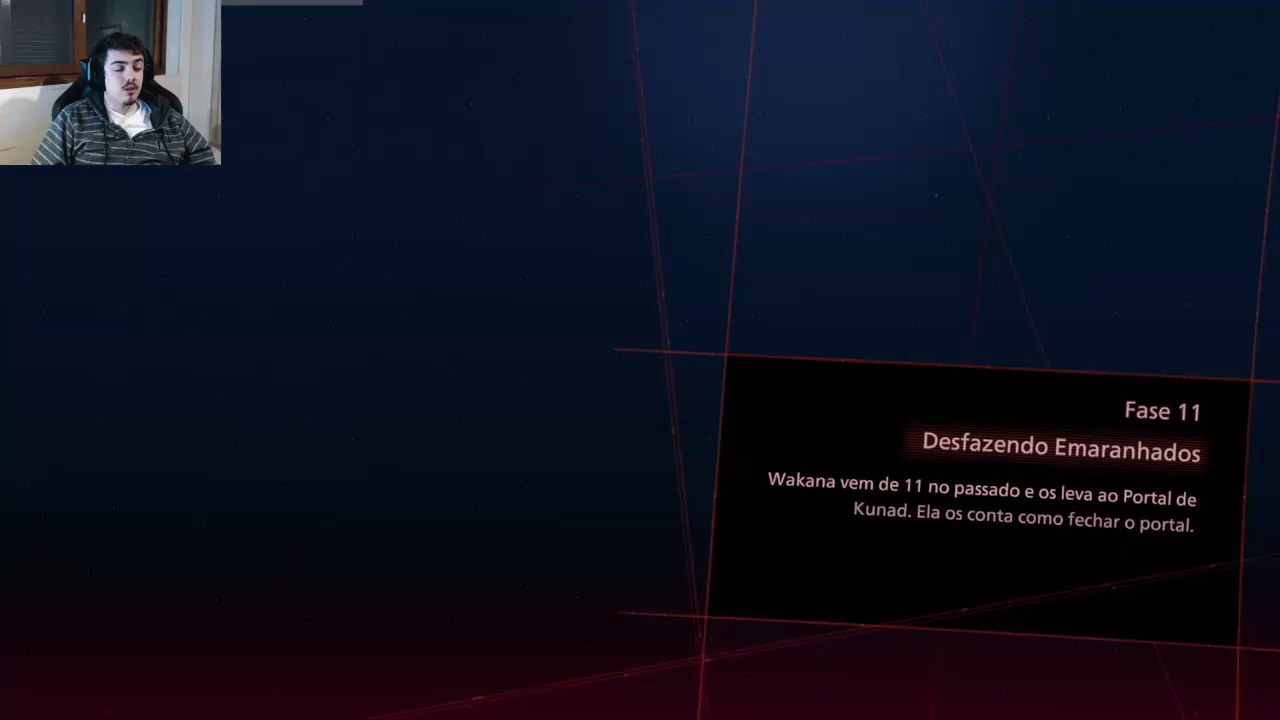 Fase 11
Desfazendo Emaranhados
Wakana vem de 11 no passado e os leva ao Portal de
Kunad. Ela os conta como fechar o portal.